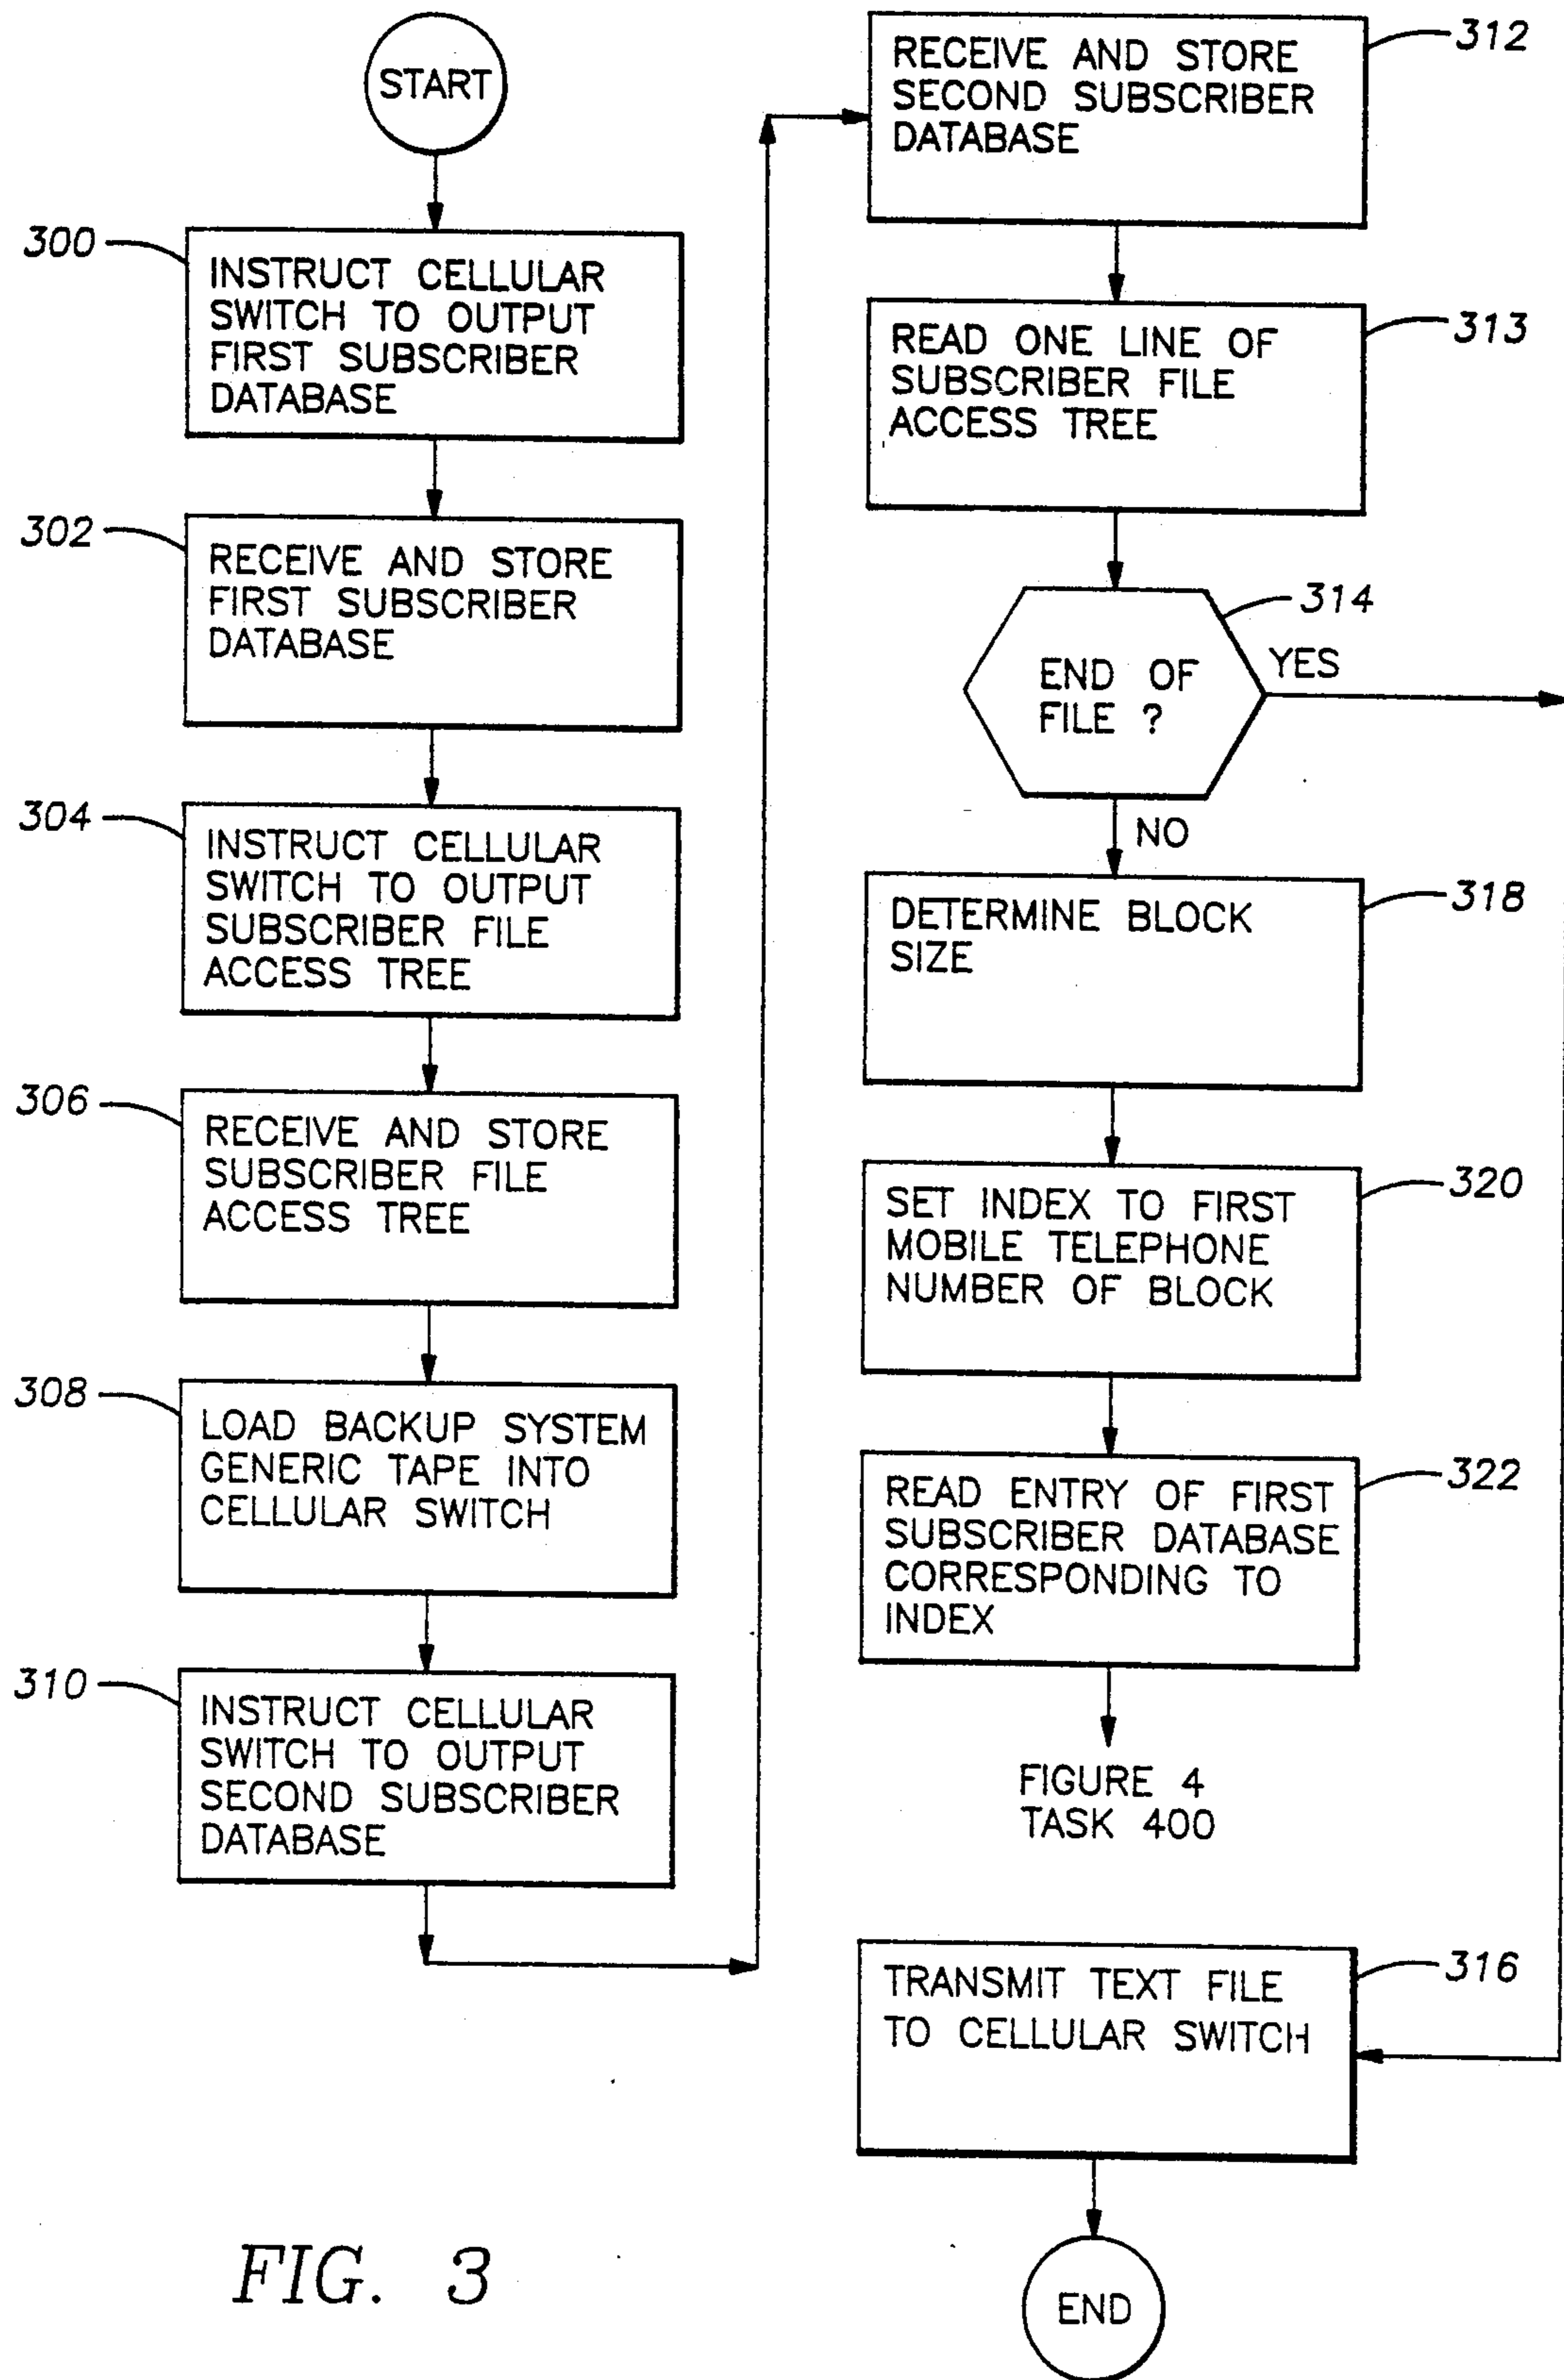 START
300
INSTRUCT CELLULAR
SWITCH TO OUTPUT
FIRST SUBSCRIBER
DATABASE
302
RECEIVE AND STORE
FIRST SUBSCRIBER
DATABASE
304
INSTRUCT CELLULAR
SWITCH TO OUTPUT
SUBSCRIBER FILE
ACCESS TREE
306
RECEIVE AND STORE
SUBSCRIBER FILE
ACCESS TREE
308
LOAD BACKUP SYSTEM
GENERIC TAPE INTO
CELLULAR SWITCH
310
INSTRUCT CELLULAR
SWITCH TO OUTPUT
SECOND SUBSCRIBER
DATABASE
312
RECEIVE AND STORE
SECOND SUBSCRIBER
DATABASE
313
READ ONE LINE OF
SUBSCRIBER FILE
ACCESS TREE
314
END OF
FILE ?
YES
NO
318
DETERMINE BLOCK
SIZE
320
SET INDEX TO FIRST
MOBILE TELEPHONE
NUMBER OF BLOCK
322
READ ENTRY OF FIRST
SUBSCRIBER DATABASE
CORRESPONDING TO
INDEX
FIGURE 4
TASK 400
316
TRANSMIT TEXT FILE
TO CELLULAR SWITCH
END
FIG. 3